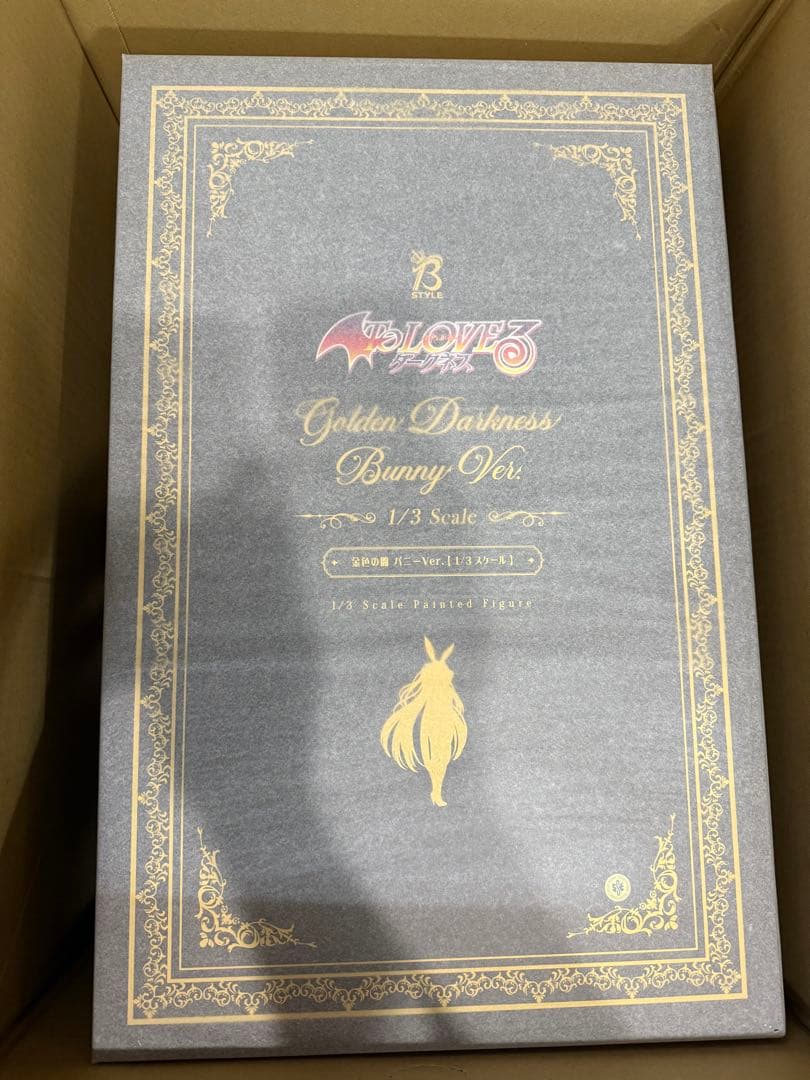 B
STYLE
To LOVEる
ダークネス
Golden Darkness
Bunny Ver.
1/3 Scale
金色の闇 バニーVer.【1/3スケール】
1/3 Scale Painted Figure